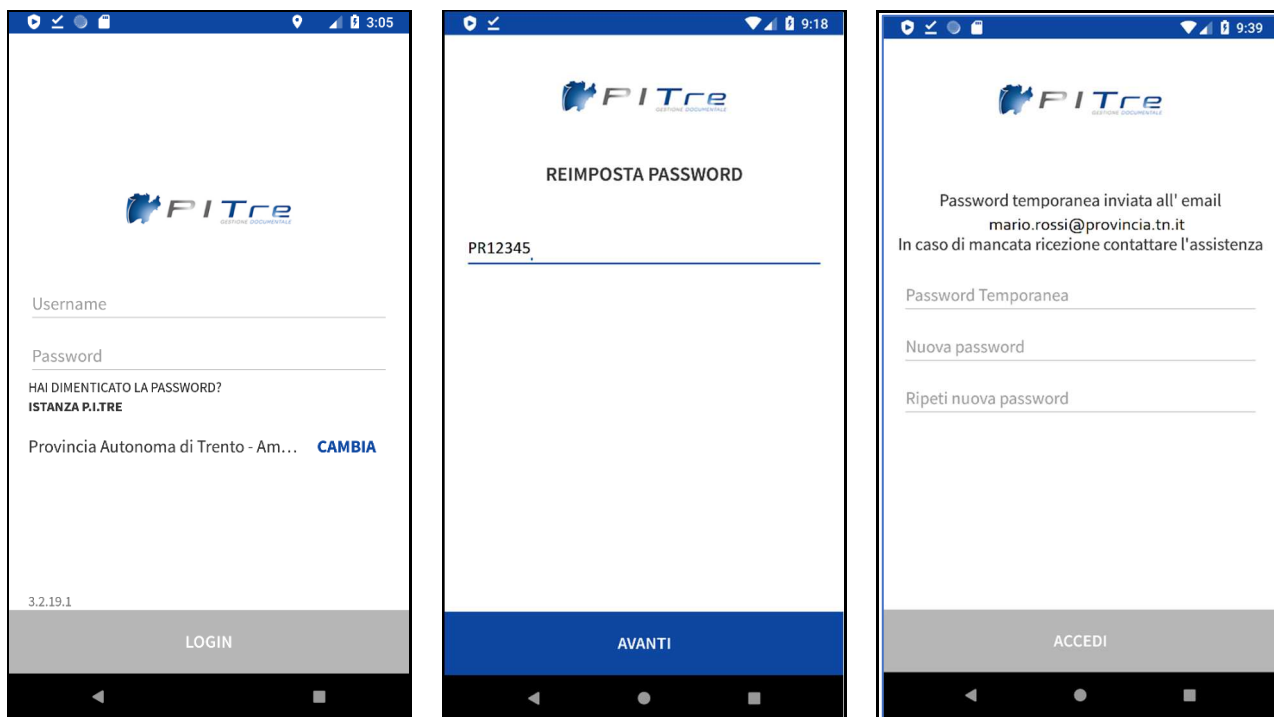 3:05
PITre
GESTIONE DOCUMENTALE
Username
Password
HAI DIMENTICATO LA PASSWORD?
ISTANZA P.I.TRE
Provincia Autonoma di Trento - Am...
CAMBIA
3.2.19.1
LOGIN
9:18
PITre
GESTIONE DOCUMENTALE
REIMPOSTA PASSWORD
PR12345
AVANTI
9:39
PITre
GESTIONE DOCUMENTALE
Password temporanea inviata all' email
mario.rossi@provincia.tn.it
In caso di mancata ricezione contattare l'assistenza
Password Temporanea
Nuova password
Ripeti nuova password
ACCEDI